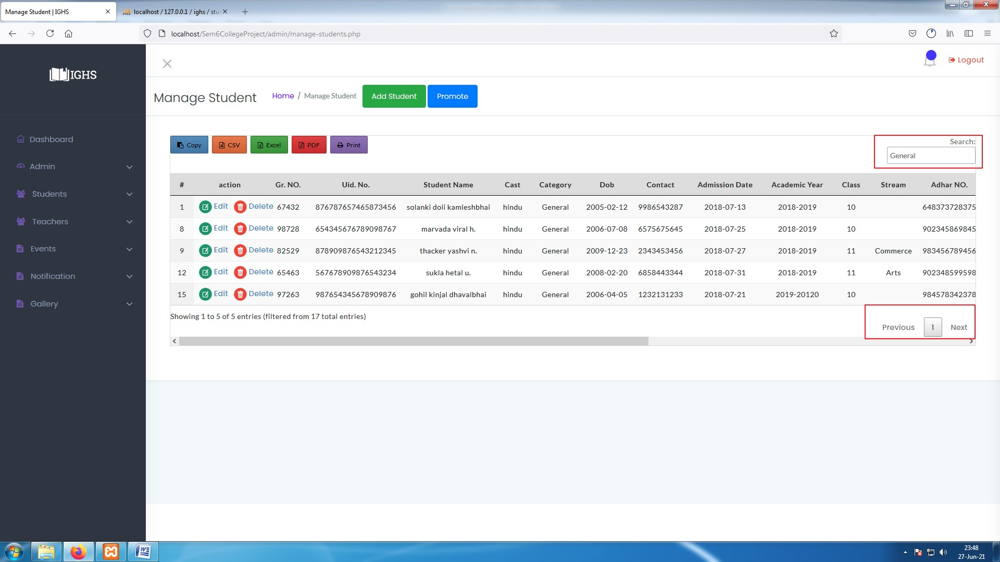 Manage Student | IGHS
localhost / 127.0.0.1 / ighs / stu
localhost/Sem6CollegeProject/admin/manage-students.php
IGHS
Logout
Manage Student Home / Manage Student Add Student Promote
Dashboard
Admin
Students
Teachers
Events
Notification
Gallery
Copy CSV Excel PDF Print
Search:
General
# action Gr. NO. Uid. No. Student Name Cast Category Dob Contact Admission Date Academic Year Class Stream Adhar NO.
1 Edit Delete 67432 876787657465873456 solanki doli kamleshbhai hindu General 2005-02-12 9986543287 2018-07-13 2018-2019 10 648373728375
8 Edit Delete 98728 654345676789098767 marvada viral h. hindu General 2006-07-08 6575675645 2018-07-25 2018-2019 10 902345869845
9 Edit Delete 82529 878909876543212345 thacker yashvi n. hindu General 2009-12-23 2343453456 2018-07-27 2018-2019 11 Commerce 983456789456
12 Edit Delete 65463 567678909876543234 sukla hetal u. hindu General 2008-02-20 6858443344 2018-07-31 2018-2019 11 Arts 902348599598
15 Edit Delete 97263 987654345678909876 gohil kinjal dhavalbhai hindu General 2006-04-05 1232131233 2018-07-21 2019-20120 10 984578342378
Showing 1 to 5 of 5 entries (filtered from 17 total entries)
Previous 1 Next
23:48
27-Jun-21